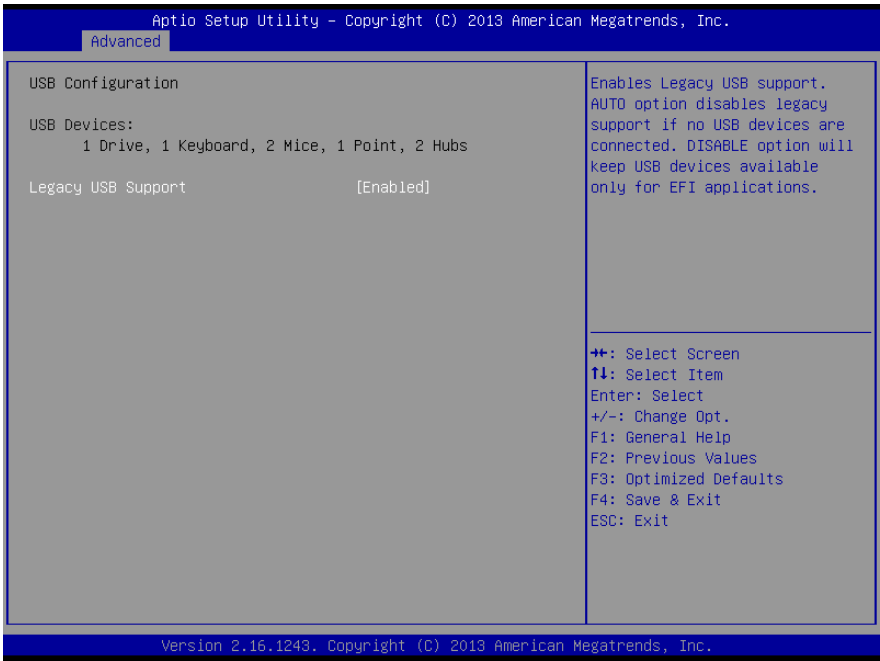 Aptio Setup Utility – Copyright (C) 2013 American Megatrends, Inc.
Advanced
USB Configuration
USB Devices:
1 Drive, 1 Keyboard, 2 Mice, 1 Point, 2 Hubs
Legacy USB Support [Enabled]
Enables Legacy USB support.
AUTO option disables legacy
support if no USB devices are
connected. DISABLE option will
keep USB devices available
only for EFI applications.
→←: Select Screen
↑↓: Select Item
Enter: Select
+/-: Change Opt.
F1: General Help
F2: Previous Values
F3: Optimized Defaults
F4: Save & Exit
ESC: Exit
Version 2.16.1243. Copyright (C) 2013 American Megatrends, Inc.